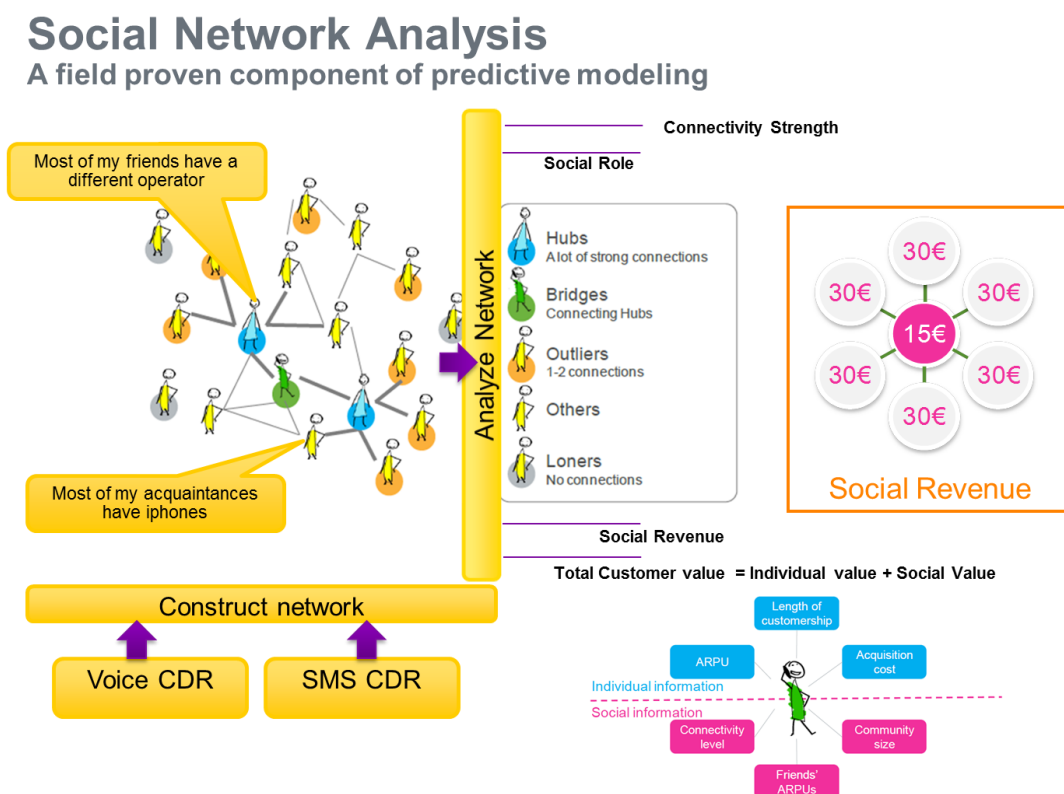 Social Network Analysis
A field proven component of predictive modeling
Most of my friends have a
different operator
Most of my acquaintances
have iphones
Construct network
Voice CDR
SMS CDR
Analyze Network
Connectivity Strength
Social Role
Hubs
A lot of strong connections
Bridges
Connecting Hubs
Outliers
1-2 connections
Others
Loners
No connections
30€
30€
30€
15€
30€
30€
30€
Social Revenue
Social Revenue
Total Customer value = Individual value + Social Value
Length of
customership
ARPU
Acquisition
cost
Individual information
Social information
Connectivity
level
Community
size
Friends'
ARPUs